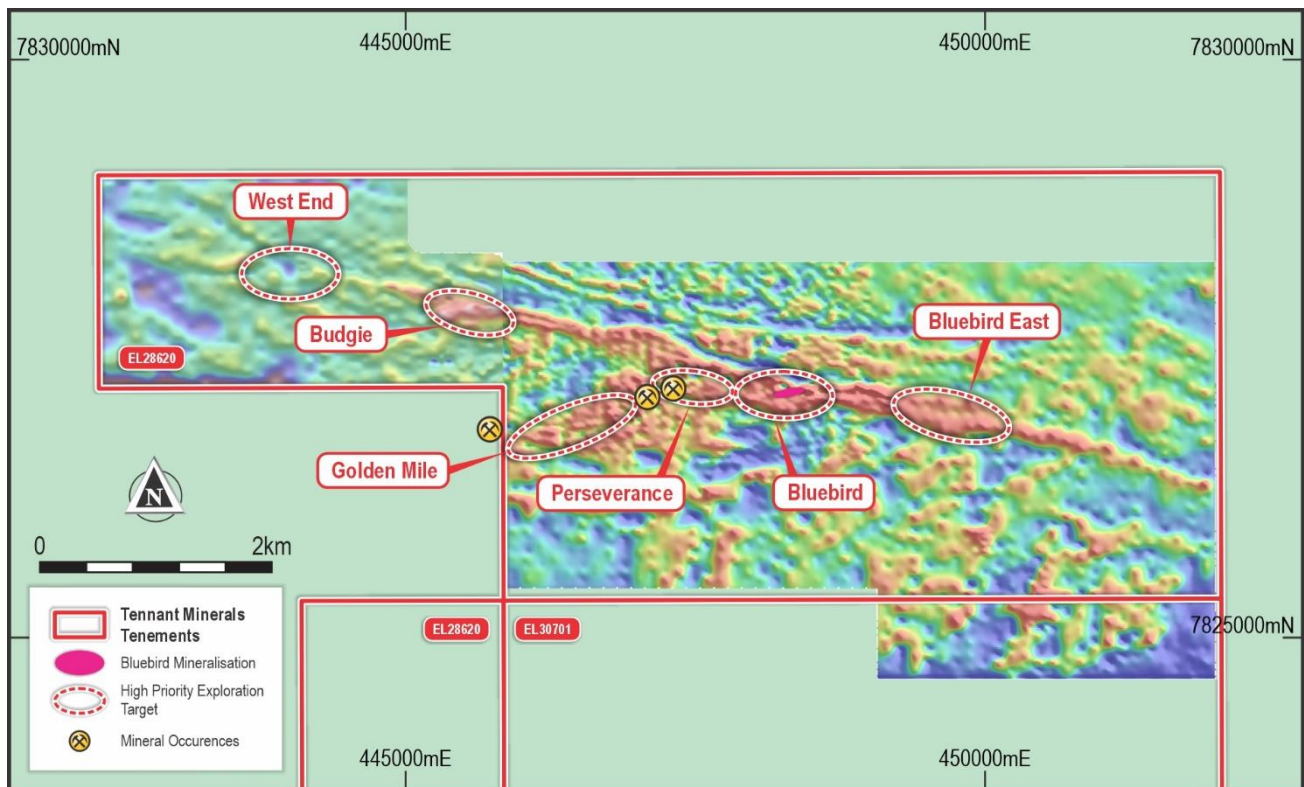 445000mE
450000mE
7830000mN
7830000mN
West End
Budgie
Bluebird East
EL28620
Golden Mile
Perseverance
Bluebird
N
0
2km
Tennant Minerals
Tenements
Bluebird Mineralisation
High Priority Exploration
Target
Mineral Occurences
EL28620
EL30701
7825000mN
445000mE
450000mE